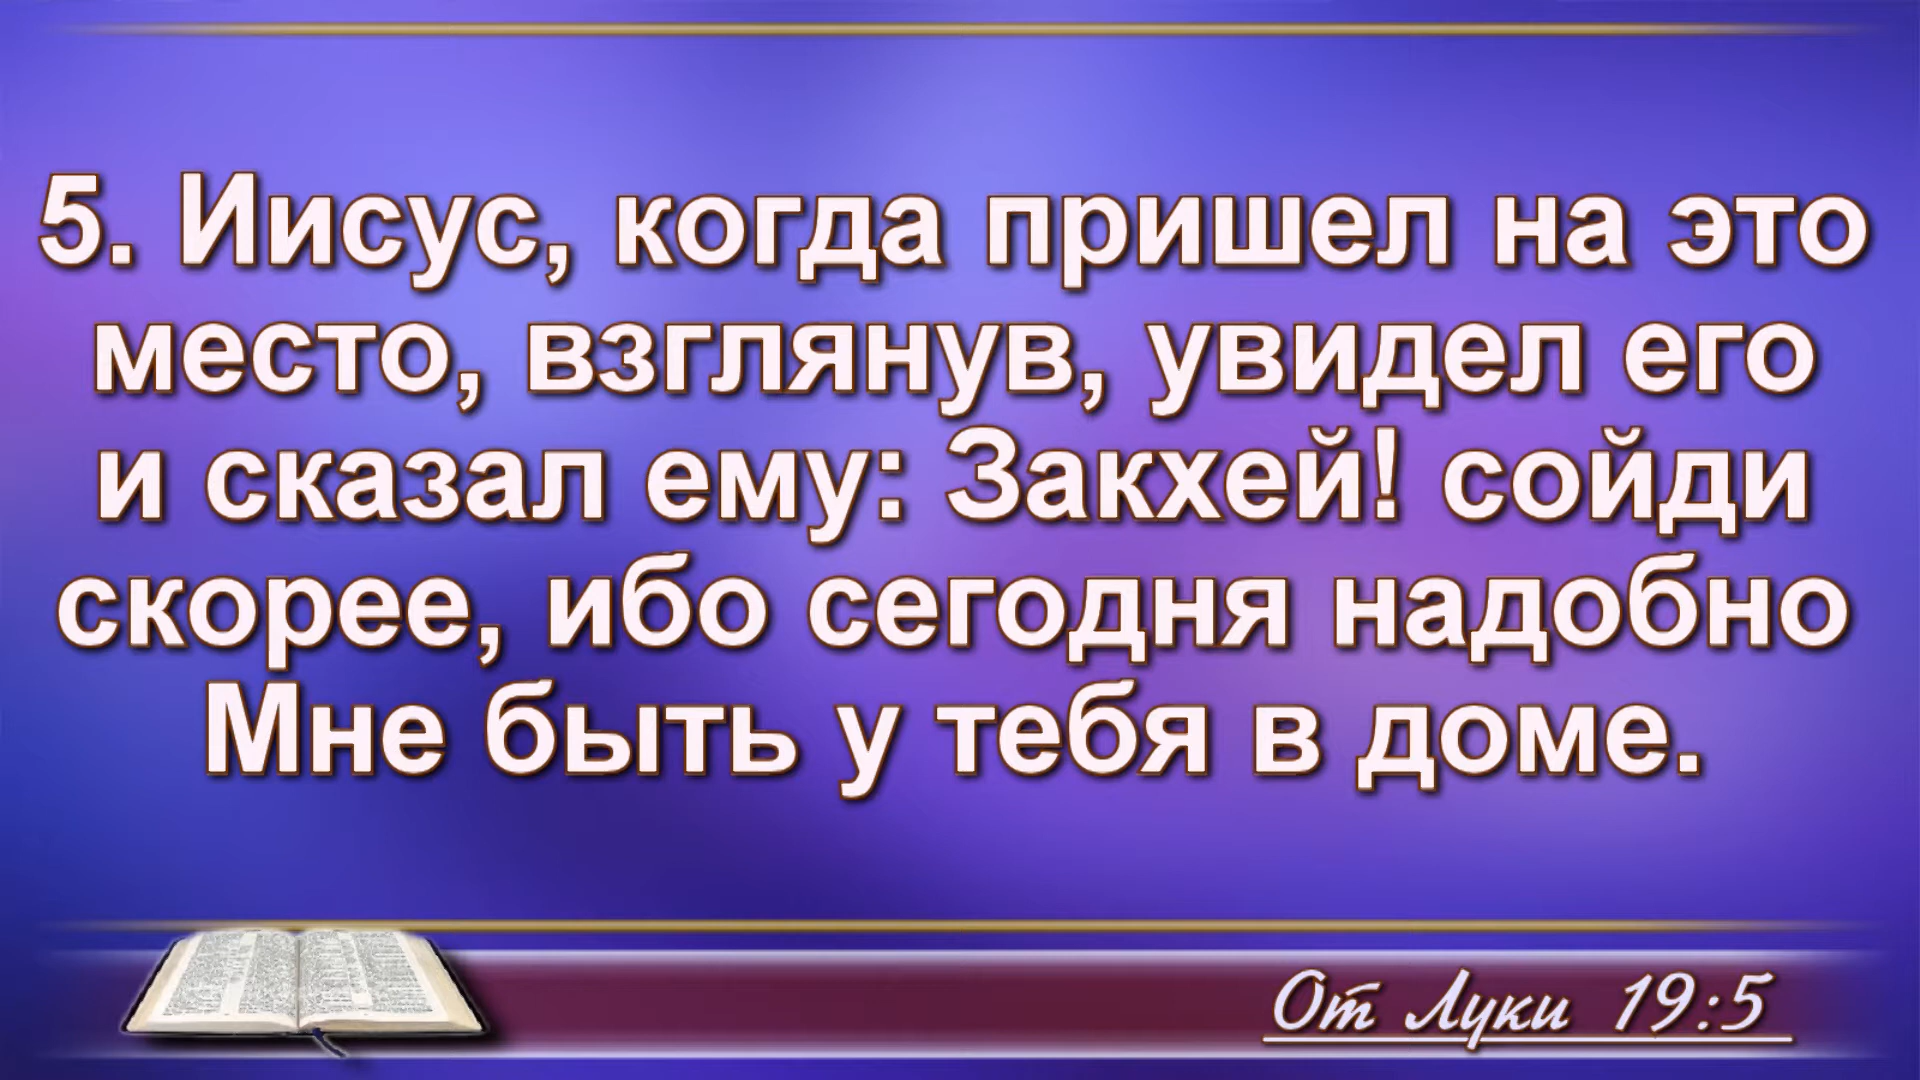 5. Иисус, когда пришел на это
место, взглянув, увидел его
и сказал ему: Закхей! сойди
скорее, ибо сегодня надобно
Мне быть у тебя в доме.
От Луки 19:5